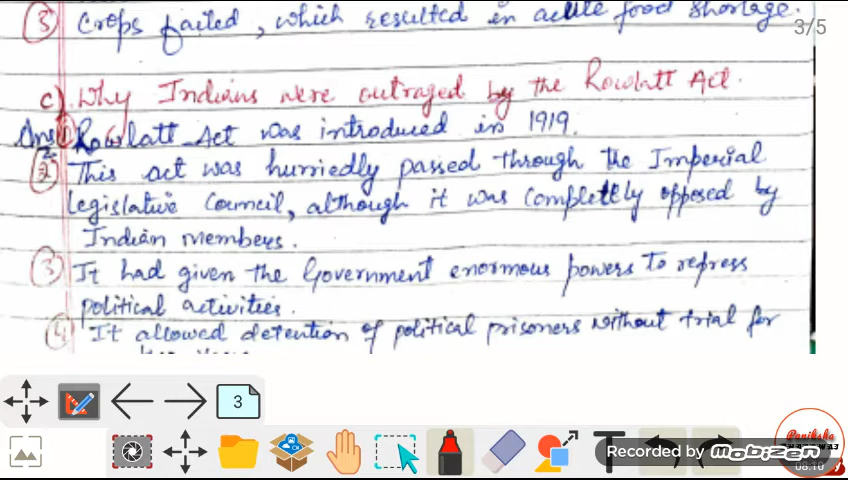 3 Crops failed, which resulted in acute food shortage.
3/5
c) Why Indians were outraged by the Rowlatt Act.
Ans 1 Rowlatt Act was introduced in 1919.
2 This act was hurriedly passed through the Imperial
legislative Council, although it was completely opposed by
Indian members.
3 It had given the Government enormous powers to repress
political activities.
4 It allowed detention of political prisoners without trial for
3
T
Paniksha
Recorded by mobizen
08:10